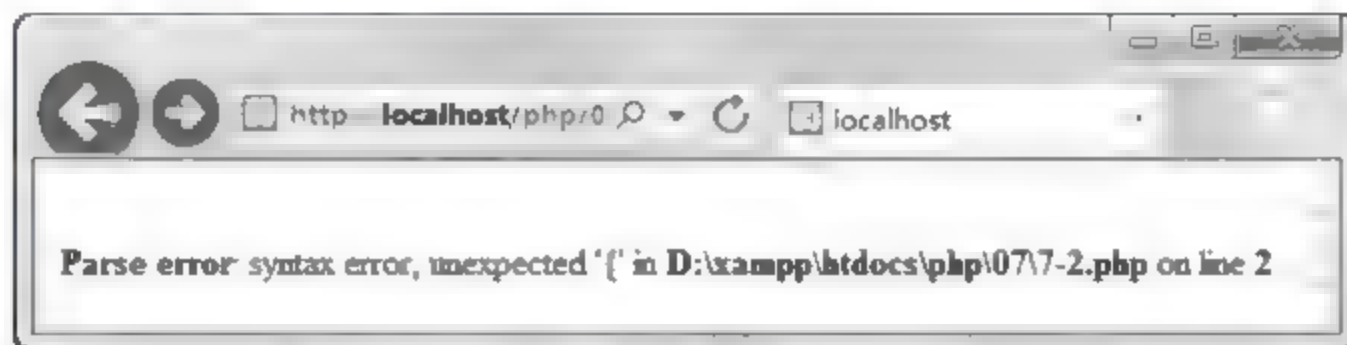 http localhost/php/0 localhost
Parse error syntax error, unexpected '{' in D:\xampp\htdocs\php\07\7-2.php on line 2